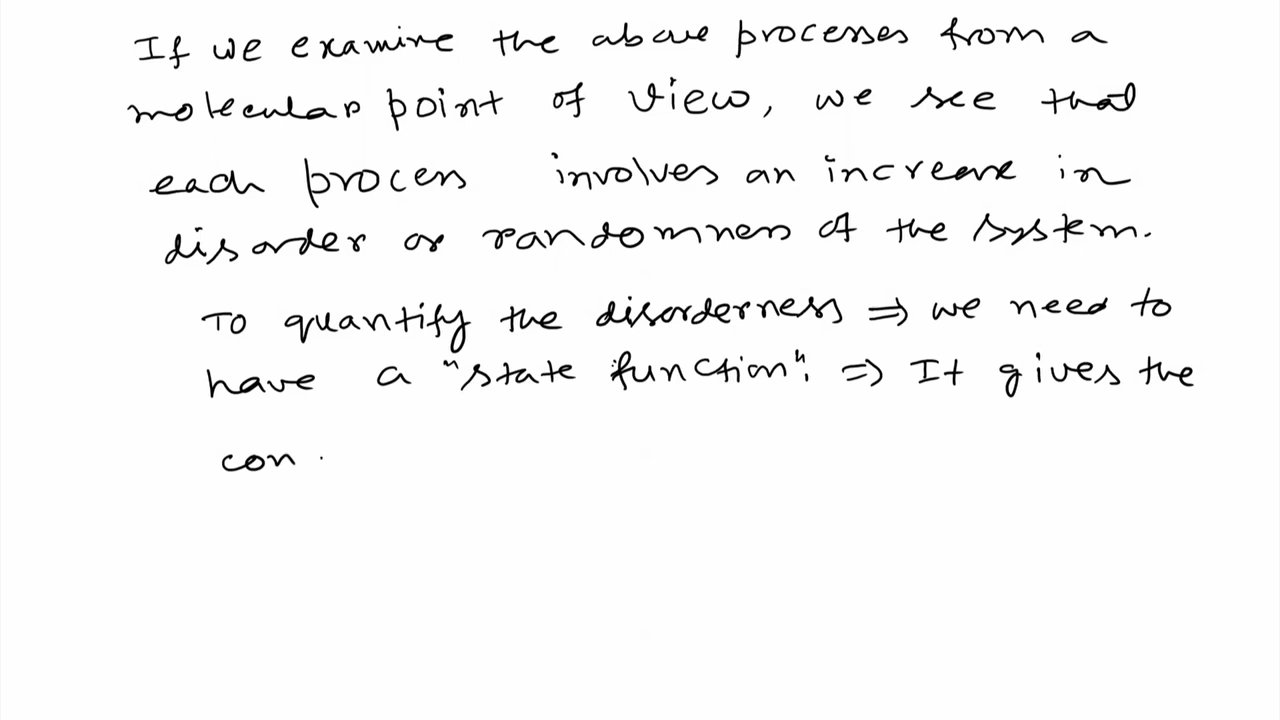 If we examine the above processes from a
molecular point of view, we see that
each process involves an increase in
disorder or randomness of the system.
To quantify the disorderness ⇒ we need to
have a "state function". ⇒ It gives the
con